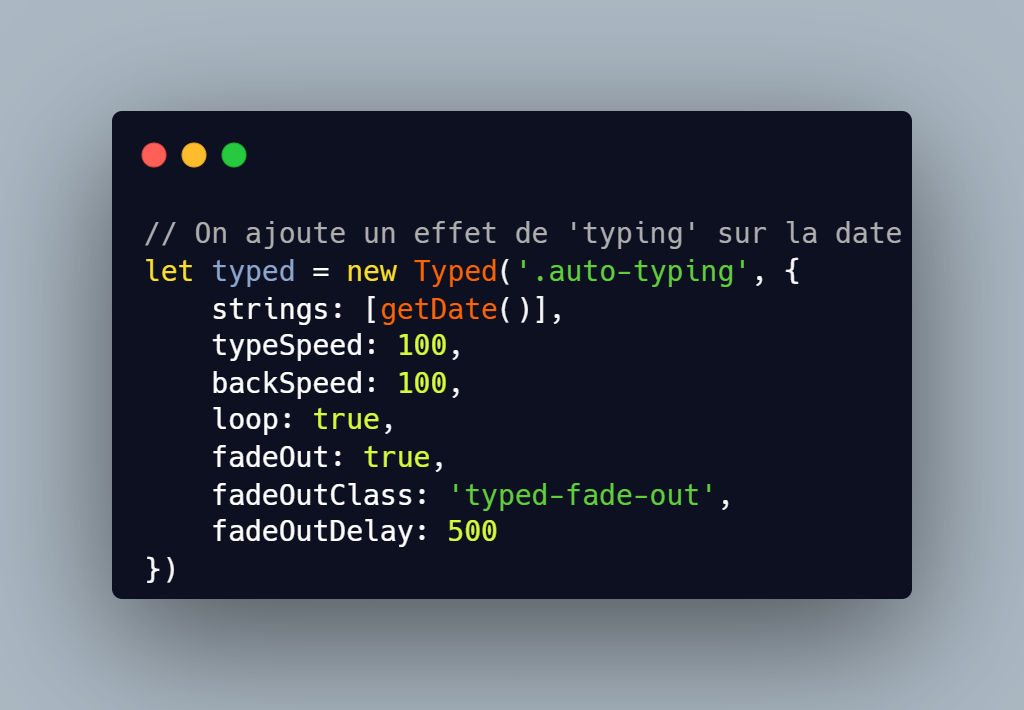 // On ajoute un effet de 'typing' sur la date
let typed = new Typed('.auto-typing', {
    strings: [getDate()],
    typeSpeed: 100,
    backSpeed: 100,
    loop: true,
    fadeOut: true,
    fadeOutClass: 'typed-fade-out',
    fadeOutDelay: 500
})